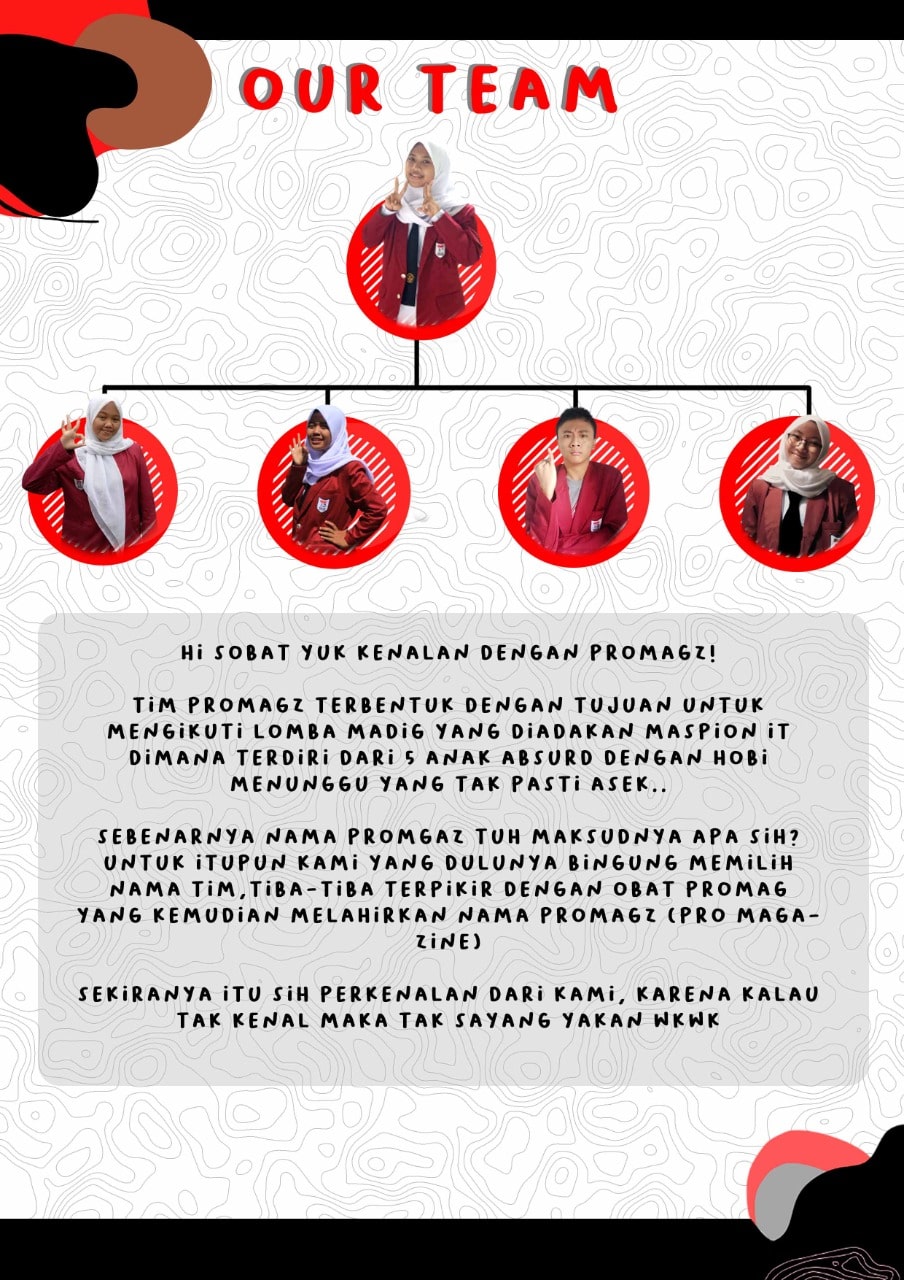 OUR TEAM
Hi SOBAT YUK KENALAN DENGAN PROMAGZ!
TiM PROMAGZ TERBENTUK DENGAN TUJUAN UNTUK
MENGiKUTi LOMBA MADiG YANG DiADAKAN MASPiON iT
DiMANA TERDiRi DARi 5 ANAK ABSURD DENGAN HOBi
MENUNGGU YANG TAK PASTi ASEK..
SEBENARNYA NAMA PROMGAZ TUH MAKSUDNYA APA SiH?
UNTUK iTUPUN KAMi YANG DULUNYA BiNGUNG MEMiLiH
NAMA TiM,TiBA-TiBA TERPiKiR DENGAN OBAT PROMAG
YANG KEMUDiAN MELAHiRKAN NAMA PROMAGZ (PRO MAGA-
ZiNE)
SEKiRANYA iTU SiH PERKENALAN DARi KAMi, KARENA KALAU
TAK KENAL MAKA TAK SAYANG YAKAN WKWK